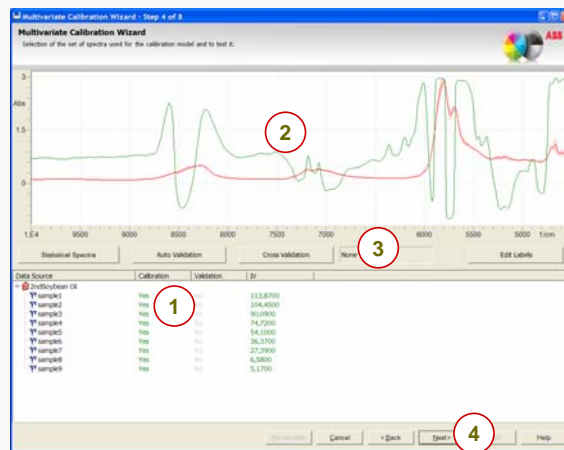 Multivariate Calibration Wizard - Step 4 of 8
Multivariate Calibration Wizard
Selection of the set of spectra used for the calibration model and to test it.
ABB
3
Abs
1.5
0
2
1,E4 9500 9000 8500 8000 7500 7000 6000 5500 5000 1/cm
Statistical Spectra Auto Validation Cross Validation None 3 Edit Labels
Data Source Calibration Validation IV
2ndSoybean Oil
sample1 Yes 113,8700
sample2 Yes 104,4500
sample3 Yes 90,0900
sample4 Yes 74,7200
sample5 Yes 54,1000
sample6 Yes 36,3700
sample7 Yes 27,3900
sample8 Yes 6,5800
sample9 Yes 5,1700
1
Cancel < Back Next > 4 Help